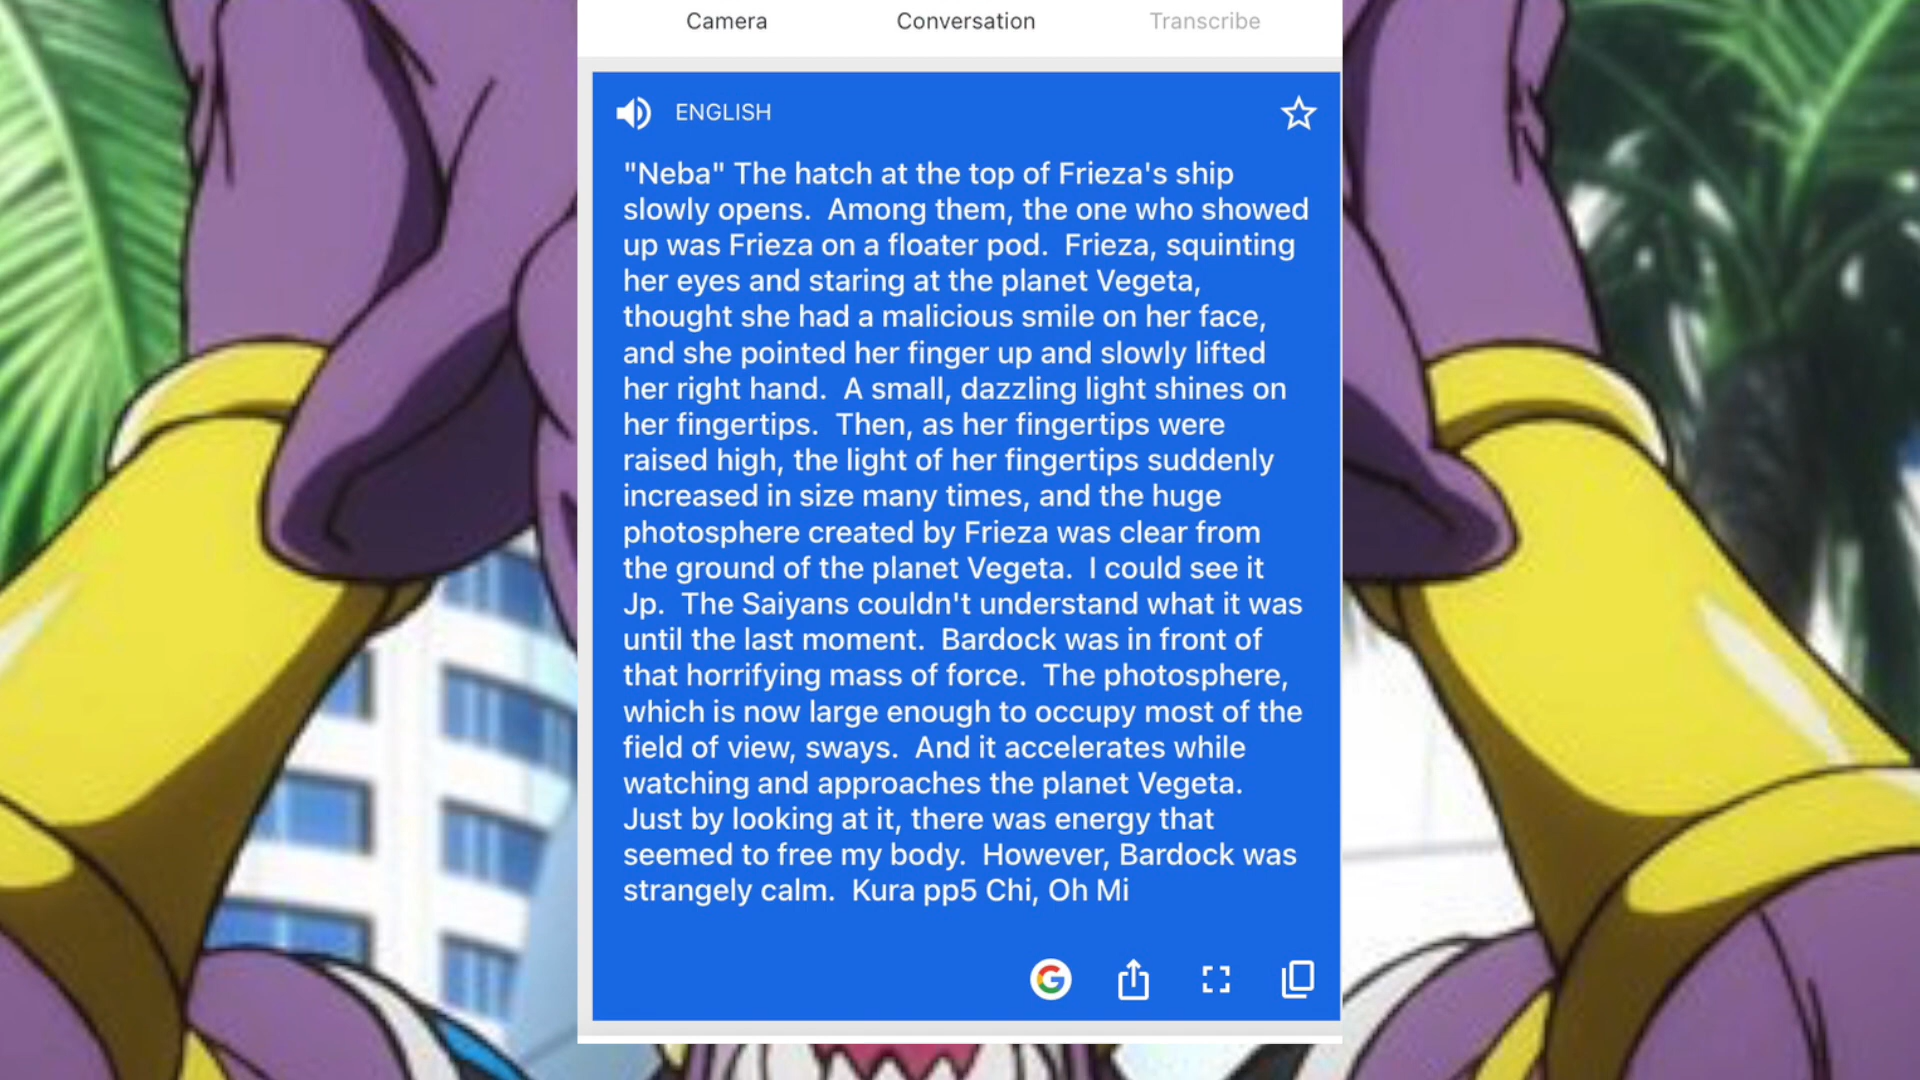 Camera Conversation Transcribe
ENGLISH
"Neba" The hatch at the top of Frieza's ship
slowly opens.  Among them, the one who showed
up was Frieza on a floater pod.  Frieza, squinting
her eyes and staring at the planet Vegeta,
thought she had a malicious smile on her face,
and she pointed her finger up and slowly lifted
her right hand.  A small, dazzling light shines on
her fingertips.  Then, as her fingertips were
raised high, the light of her fingertips suddenly
increased in size many times, and the huge
photosphere created by Frieza was clear from
the ground of the planet Vegeta.  I could see it
Jp.  The Saiyans couldn't understand what it was
until the last moment.  Bardock was in front of
that horrifying mass of force.  The photosphere,
which is now large enough to occupy most of the
field of view, sways.  And it accelerates while
watching and approaches the planet Vegeta.
Just by looking at it, there was energy that
seemed to free my body.  However, Bardock was
strangely calm.  Kura pp5 Chi, Oh Mi